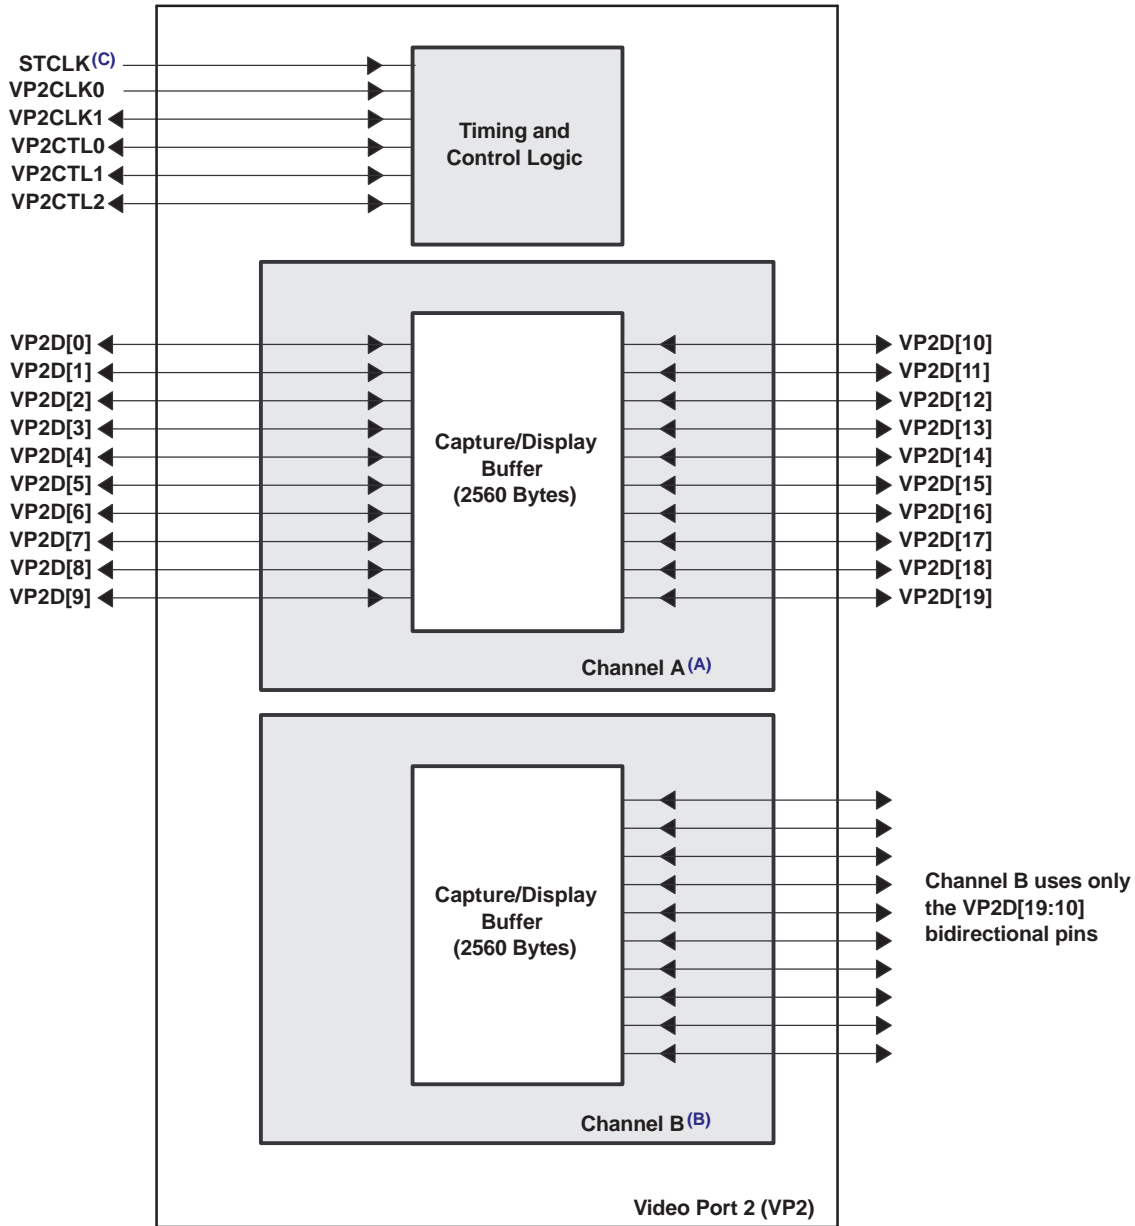 STCLK(C)
VP2CLK0
VP2CLK1
VP2CTL0
VP2CTL1
VP2CTL2
Timing and
Control Logic
VP2D[0]
VP2D[1]
VP2D[2]
VP2D[3]
VP2D[4]
VP2D[5]
VP2D[6]
VP2D[7]
VP2D[8]
VP2D[9]
Capture/Display
Buffer
(2560 Bytes)
VP2D[10]
VP2D[11]
VP2D[12]
VP2D[13]
VP2D[14]
VP2D[15]
VP2D[16]
VP2D[17]
VP2D[18]
VP2D[19]
Channel A(A)
Capture/Display
Buffer
(2560 Bytes)
Channel B uses only
the VP2D[19:10]
bidirectional pins
Channel B(B)
Video Port 2 (VP2)